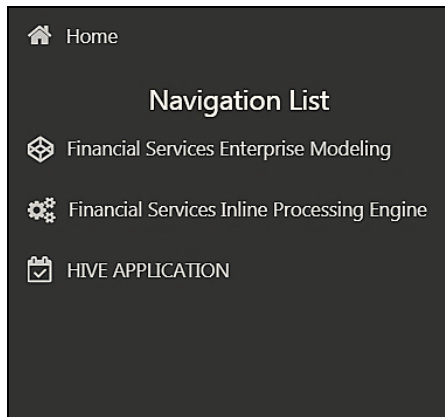 Home
Navigation List
Financial Services Enterprise Modeling
Financial Services Inline Processing Engine
HIVE APPLICATION